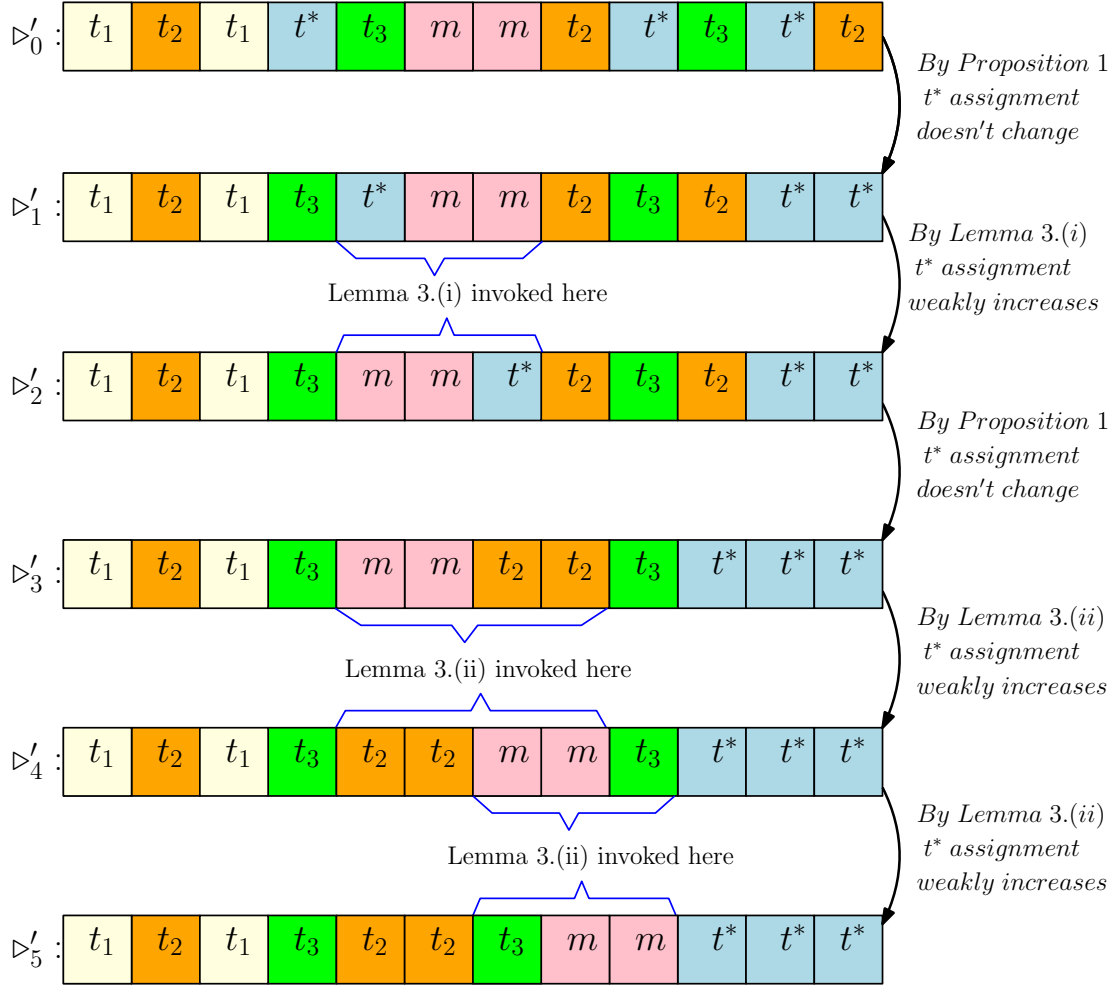 ▷′₀ : t₁ t₂ t₁ t* t₃ m m t₂ t* t₃ t* t₂
By Proposition 1
t* assignment
doesn't change
▷′₁ : t₁ t₂ t₁ t₃ t* m m t₂ t₃ t₂ t* t*
By Lemma 3.(i)
t* assignment
weakly increases
Lemma 3.(i) invoked here
▷′₂ : t₁ t₂ t₁ t₃ m m t* t₂ t₃ t₂ t* t*
By Proposition 1
t* assignment
doesn't change
▷′₃ : t₁ t₂ t₁ t₃ m m t₂ t₂ t₃ t* t* t*
By Lemma 3.(ii)
t* assignment
weakly increases
Lemma 3.(ii) invoked here
▷′₄ : t₁ t₂ t₁ t₃ t₂ t₂ m m t₃ t* t* t*
By Lemma 3.(ii)
t* assignment
weakly increases
Lemma 3.(ii) invoked here
▷′₅ : t₁ t₂ t₁ t₃ t₂ t₂ t₃ m m t* t* t*